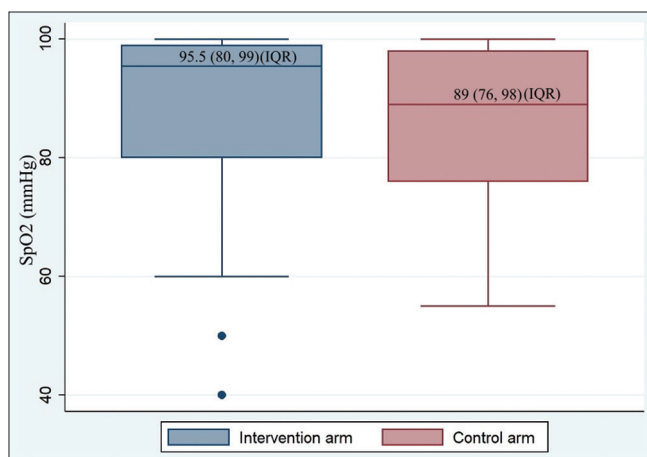 100
80
60
40
SpO2 (mmHg)
95.5 (80, 99)(IQR)
89 (76, 98)(IQR)
Intervention arm
Control arm